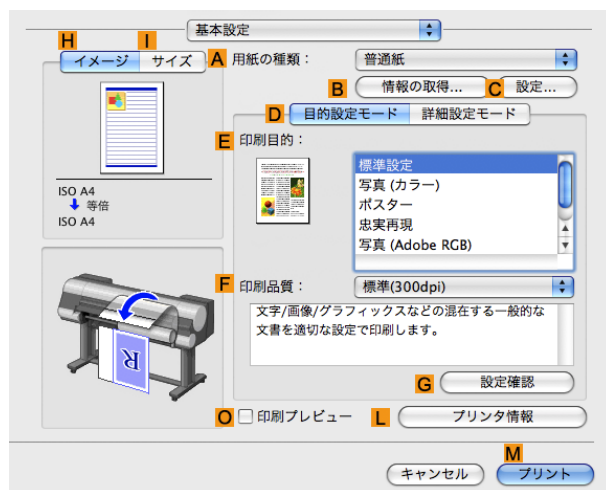 基本設定
H
I
イメージ
サイズ
A
用紙の種類：
普通紙
B
情報の取得...
C
設定...
D
目的設定モード
詳細設定モード
E
印刷目的：
標準設定
写真 (カラー)
ポスター
忠実再現
写真 (Adobe RGB)
ISO A4
等倍
ISO A4
F
印刷品質：
標準(300dpi)
文字/画像/グラフィックスなどの混在する一般的な
文書を適切な設定で印刷します。
R
G
設定確認
O
印刷プレビュー
L
プリンタ情報
M
キャンセル
プリント